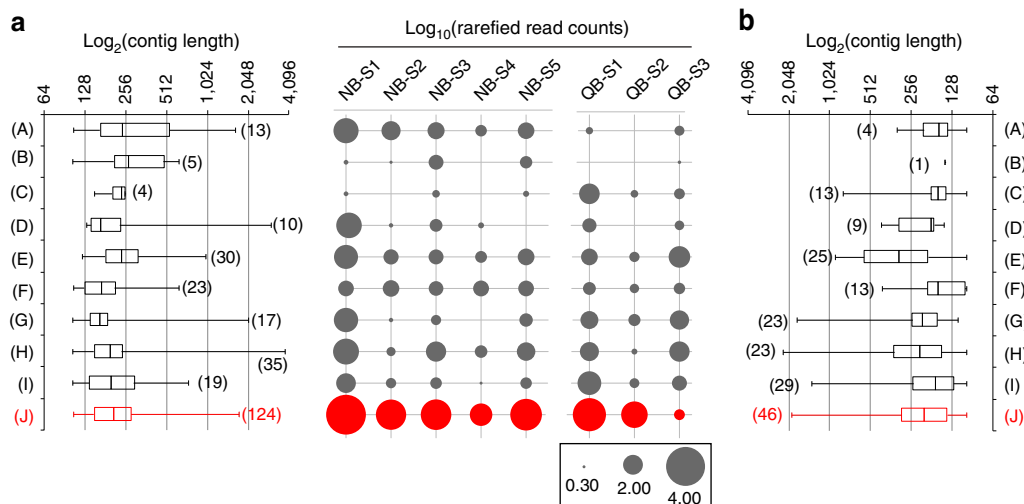 a
b
Log10(rarefied read counts)
Log2(contig length)
Log2(contig length)
64
128
256
512
1,024
2,048
4,096
NB-S1
NB-S2
NB-S3
NB-S4
NB-S5
QB-S1
QB-S2
QB-S3
4,096
2,048
1,024
512
256
128
64
(A) (13) (4) (A)
(B) (5) (1) (B)
(C) (4) (13) (C)
(D) (10) (9) (D)
(E) (30) (25) (E)
(F) (23) (13) (F)
(G) (17) (23) (G
(H) (35) (23) (H)
(I) (19) (29) (I)
(J) (124) (46) (J)
0.30 2.00 4.00